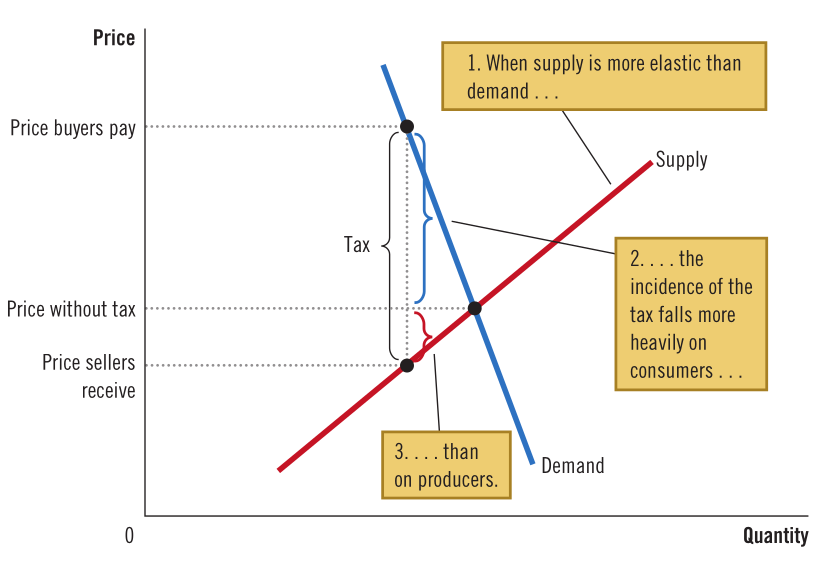 Price
1. When supply is more elastic than
demand . . .
Price buyers pay
Supply
Tax
2. . . . the
incidence of the
tax falls more
heavily on
consumers . . .
Price without tax
Price sellers
receive
3. . . . than
on producers.
Demand
0
Quantity